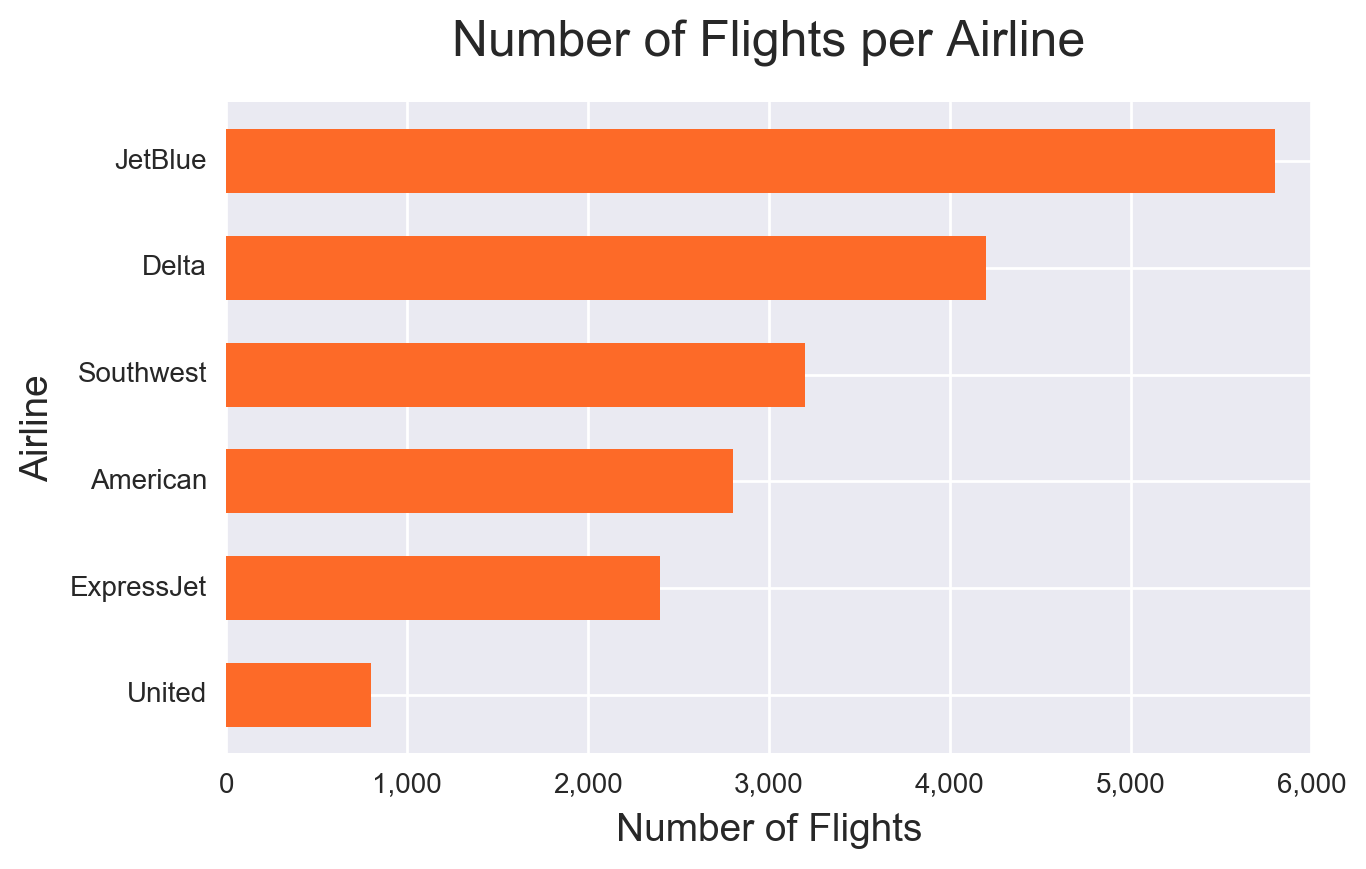 Number of Flights per Airline
Airline
JetBlue
Delta
Southwest
American
ExpressJet
United
0 1,000 2,000 3,000 4,000 5,000 6,000
Number of Flights